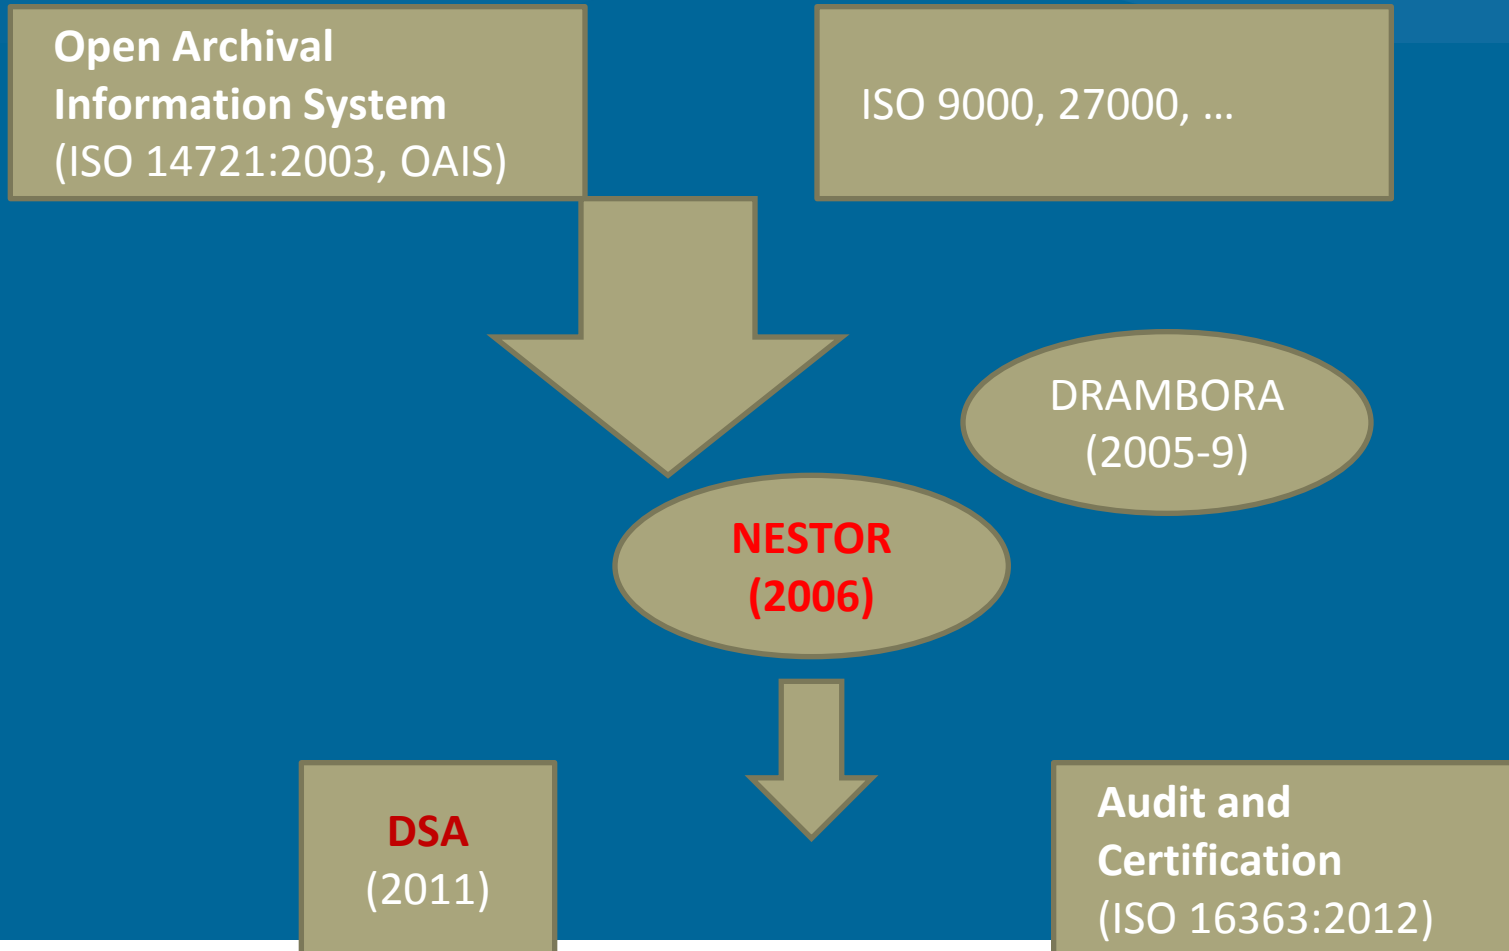 Open Archival
Information System
(ISO 14721:2003, OAIS)
ISO 9000, 27000, …
DRAMBORA
(2005-9)
NESTOR
(2006)
DSA
(2011)
Audit and
Certification
(ISO 16363:2012)